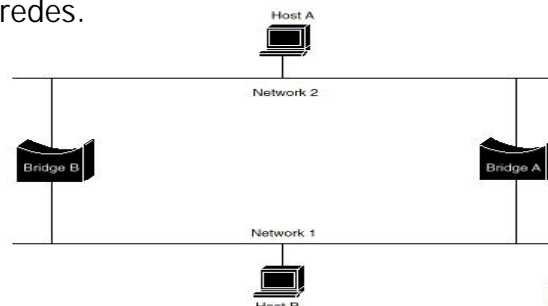 redes.
Host A
Network 2
Bridge B
Bridge A
Network 1
Host B